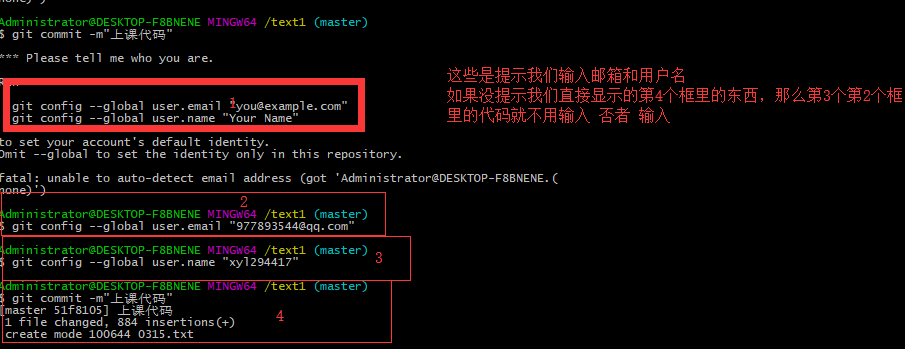 Administrator@DESKTOP-F8BNENE MINGW64 /text1 (master)
$ git commit -m"上课代码"
*** Please tell me who you are.
git config --global user.email "you@example.com"
git config --global user.name "Your Name"
1
这些是提示我们输入邮箱和用户名
如果没提示我们直接显示的第4个框里的东西，那么第3个第2个框
里的代码就不用输入 否者 输入
to set your account's default identity.
Omit --global to set the identity only in this repository.
fatal: unable to auto-detect email address (got 'Administrator@DESKTOP-F8BNENE.(
none)')
2
Administrator@DESKTOP-F8BNENE MINGW64 /text1 (master)
$ git config --global user.email "977893544@qq.com"
Administrator@DESKTOP-F8BNENE MINGW64 /text1 (master)
$ git config --global user.name "xyl294417"
3
Administrator@DESKTOP-F8BNENE MINGW64 /text1 (master)
$ git commit -m"上课代码"
[master 51f8105] 上课代码
1 file changed, 884 insertions(+)
create mode 100644 0315.txt
4